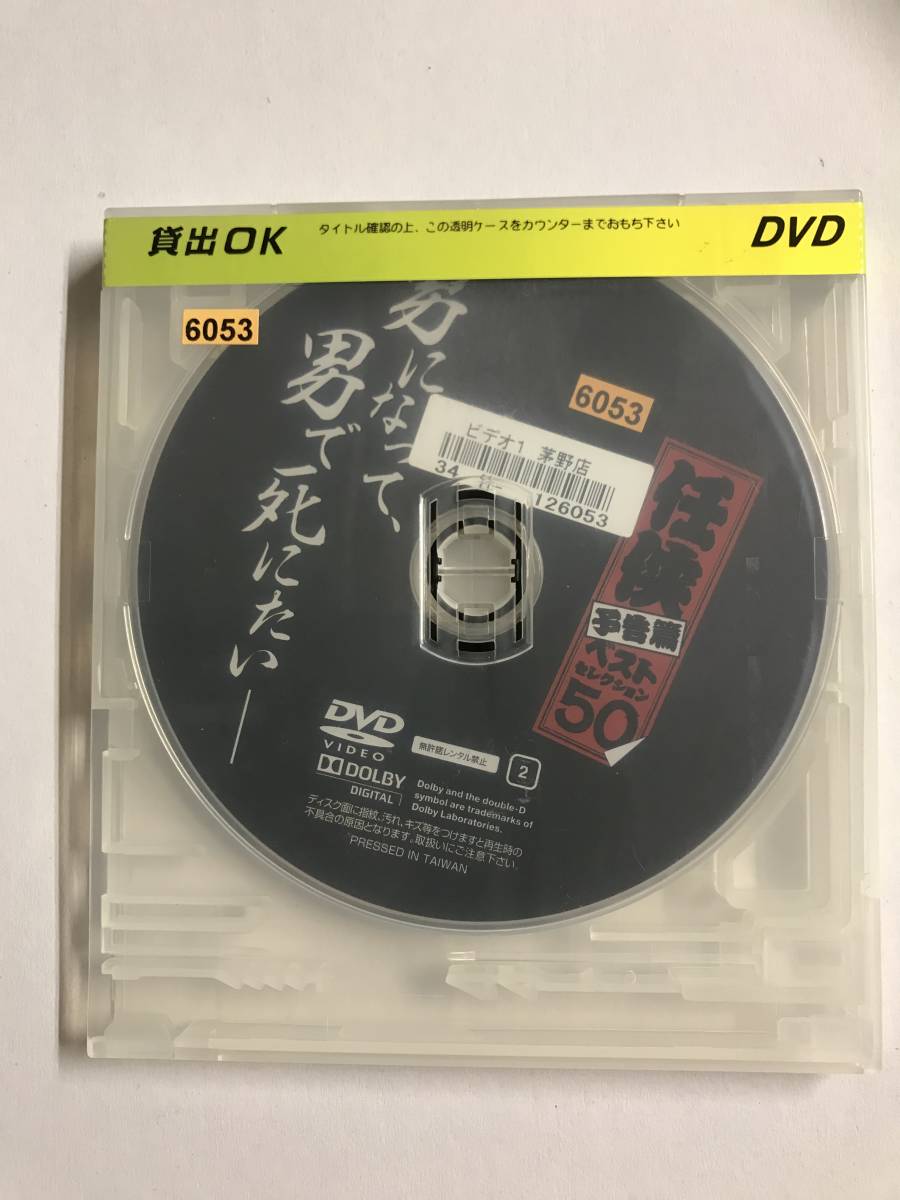 貸出OK
タイトル確認の上、この透明ケースをカウンターまでおもち下さい
DVD
6053
6053
男になって、
男で死にたい――
ビデオ1 茅野店
34
126053
任侠
予告篇
ベスト
セレクション
50
DVD
VIDEO
DOLBY
DIGITAL
無許諾レンタル禁止
2
Dolby and the double-D
symbol are trademarks of
Dolby Laboratories.
ディスク面に指紋、汚れ、キズ等をつけますと再生時の
不具合の原因となります。取扱いにご注意下さい。
PRESSED IN TAIWAN